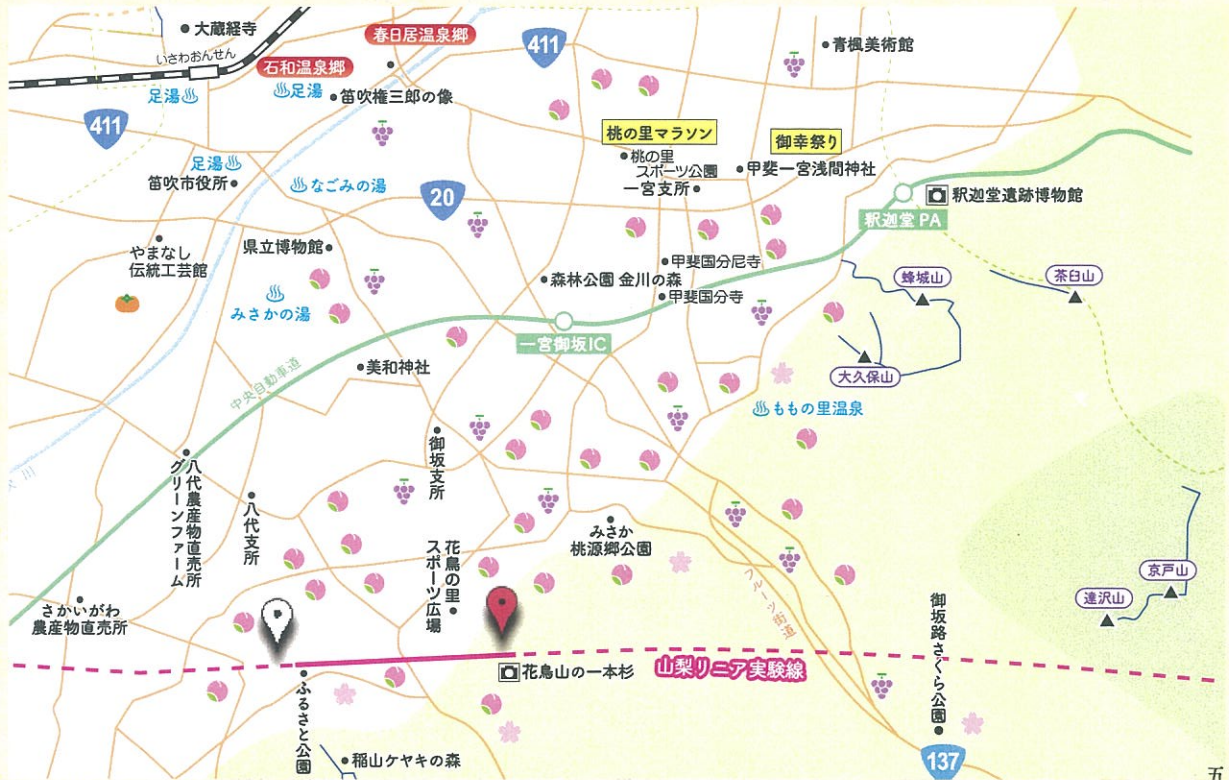 大蔵経寺
いさわおんせん
春日居温泉郷
石和温泉郷
411
青楓美術館
足湯
足湯
笛吹権三郎の像
411
桃の里マラソン
御幸祭り
桃の里
スポーツ公園
甲斐一宮浅間神社
一宮支所
足湯
笛吹市役所
なごみの湯
20
釈迦堂遺跡博物館
釈迦堂 PA
やまなし
伝統工芸館
県立博物館
森林公園 金川の森
甲斐国分尼寺
甲斐国分寺
蜂城山
茶臼山
みさかの湯
一宮御坂IC
美和神社
大久保山
中央自動車道
ももの里温泉
御坂支所
川
八代農産物直売所
グリーンファーム
八代支所
みさか
桃源郷公園
花鳥の里
スポーツ広場
フルーツ街道
京戸山
達沢山
さかいがわ
農産物直売所
御坂路さくら公園
花鳥山の一本杉
山梨リニア実験線
ふるさと公園
稲山ケヤキの森
137